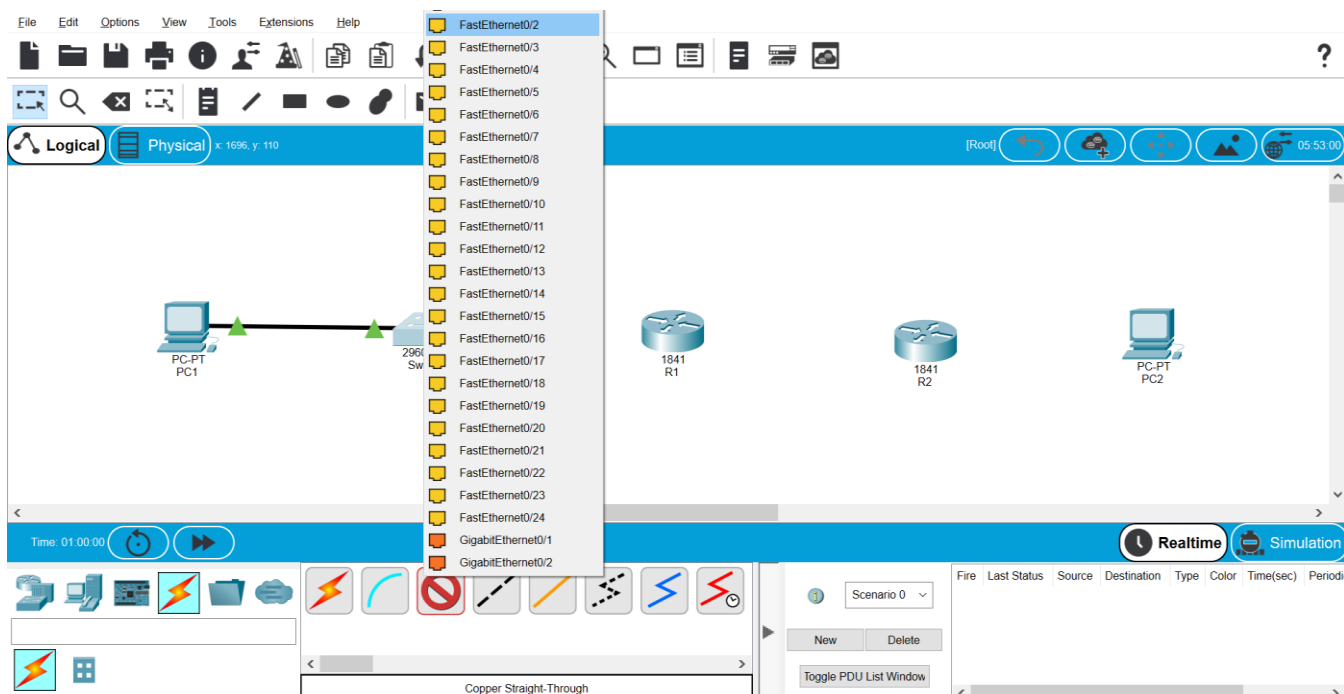 File Edit Options View Tools Extensions Help
FastEthernet0/2
FastEthernet0/3
FastEthernet0/4
FastEthernet0/5
FastEthernet0/6
FastEthernet0/7
FastEthernet0/8
FastEthernet0/9
FastEthernet0/10
FastEthernet0/11
FastEthernet0/12
FastEthernet0/13
FastEthernet0/14
FastEthernet0/15
FastEthernet0/16
FastEthernet0/17
FastEthernet0/18
FastEthernet0/19
FastEthernet0/20
FastEthernet0/21
FastEthernet0/22
FastEthernet0/23
FastEthernet0/24
GigabitEthernet0/1
GigabitEthernet0/2
?
Logical Physical x: 1696, y: 110
[Root] 05:53:00
PC-PT
PC1
2960
Sw
1841
R1
1841
R2
PC-PT
PC2
Time: 01:00:00
Realtime Simulation
Scenario 0
New Delete
Toggle PDU List Window
Fire Last Status Source Destination Type Color Time(sec) Periodi
Copper Straight-Through